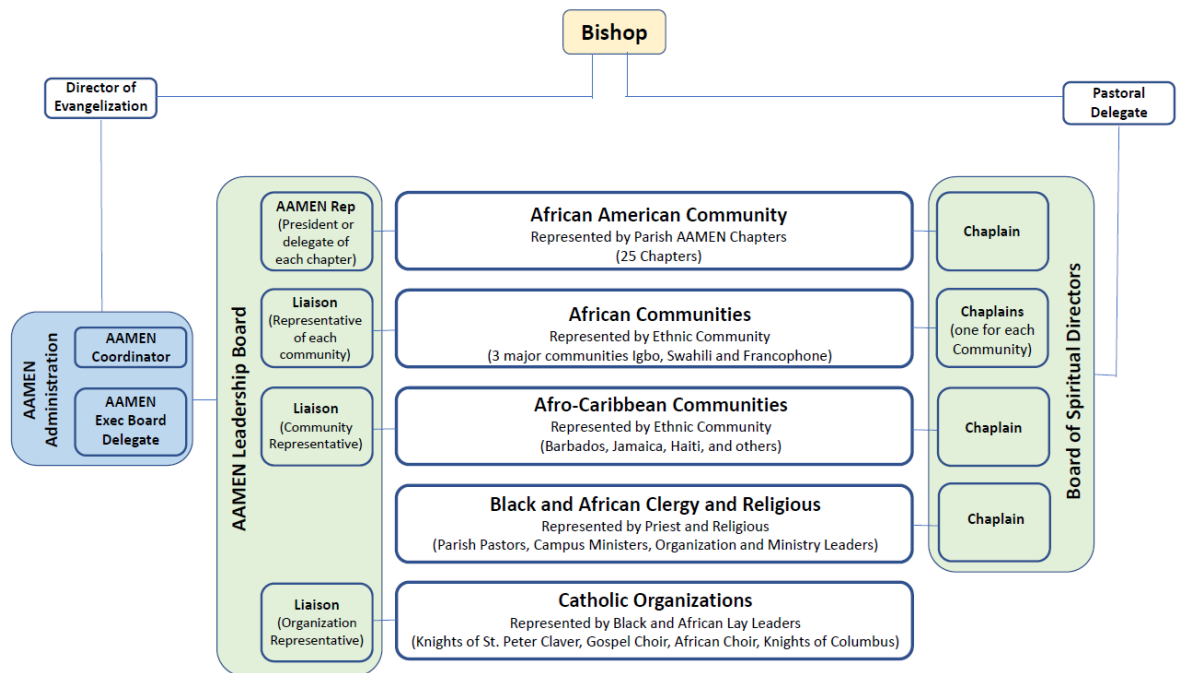 Bishop
Director of
Evangelization
Pastoral
Delegate
AAMEN
Administration
AAMEN
Coordinator
AAMEN
Exec Board
Delegate
AAMEN Leadership Board
AAMEN Rep
(President or
delegate of
each chapter)
African American Community
Represented by Parish AAMEN Chapters
(25 Chapters)
Chaplain
Liaison
(Representative
of each
community)
African Communities
Represented by Ethnic Community
(3 major communities Igbo, Swahili and Francophone)
Chaplains
(one for each
Community)
Liaison
(Community
Representative)
Afro-Caribbean Communities
Represented by Ethnic Community
(Barbados, Jamaica, Haiti, and others)
Chaplain
Black and African Clergy and Religious
Represented by Priest and Religious
(Parish Pastors, Campus Ministers, Organization and Ministry Leaders)
Chaplain
Liaison
(Organization
Representative)
Catholic Organizations
Represented by Black and African Lay Leaders
(Knights of St. Peter Claver, Gospel Choir, African Choir, Knights of Columbus)
Board of Spiritual Directors